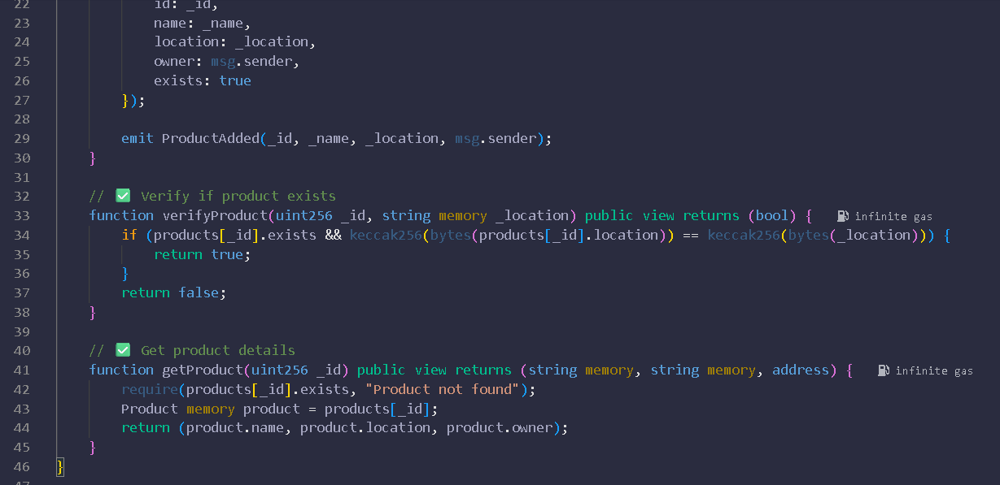 22 id: _id,
23 name: _name,
24 location: _location,
25 owner: msg.sender,
26 exists: true
27 });
28
29 emit ProductAdded(_id, _name, _location, msg.sender);
30 }
31
32 // ✅ Verify if product exists
33 function verifyProduct(uint256 _id, string memory _location) public view returns (bool) { infinite gas
34 if (products[_id].exists && keccak256(bytes(products[_id].location)) == keccak256(bytes(_location))) {
35 return true;
36 }
37 return false;
38 }
39
40 // ✅ Get product details
41 function getProduct(uint256 _id) public view returns (string memory, string memory, address) { infinite gas
42 require(products[_id].exists, "Product not found");
43 Product memory product = products[_id];
44 return (product.name, product.location, product.owner);
45 }
46 }
47